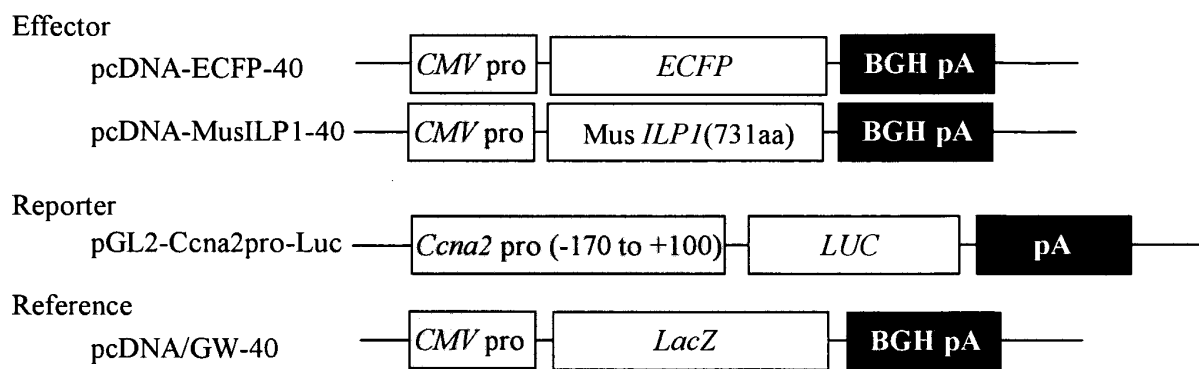 Effector
pcDNA-ECFP-40 CMV pro ECFP BGH pA
pcDNA-MusILP1-40 CMV pro Mus ILP1(731aa) BGH pA
Reporter
pGL2-Ccna2pro-Luc Ccna2 pro (-170 to +100) LUC pA
Reference
pcDNA/GW-40 CMV pro LacZ BGH pA